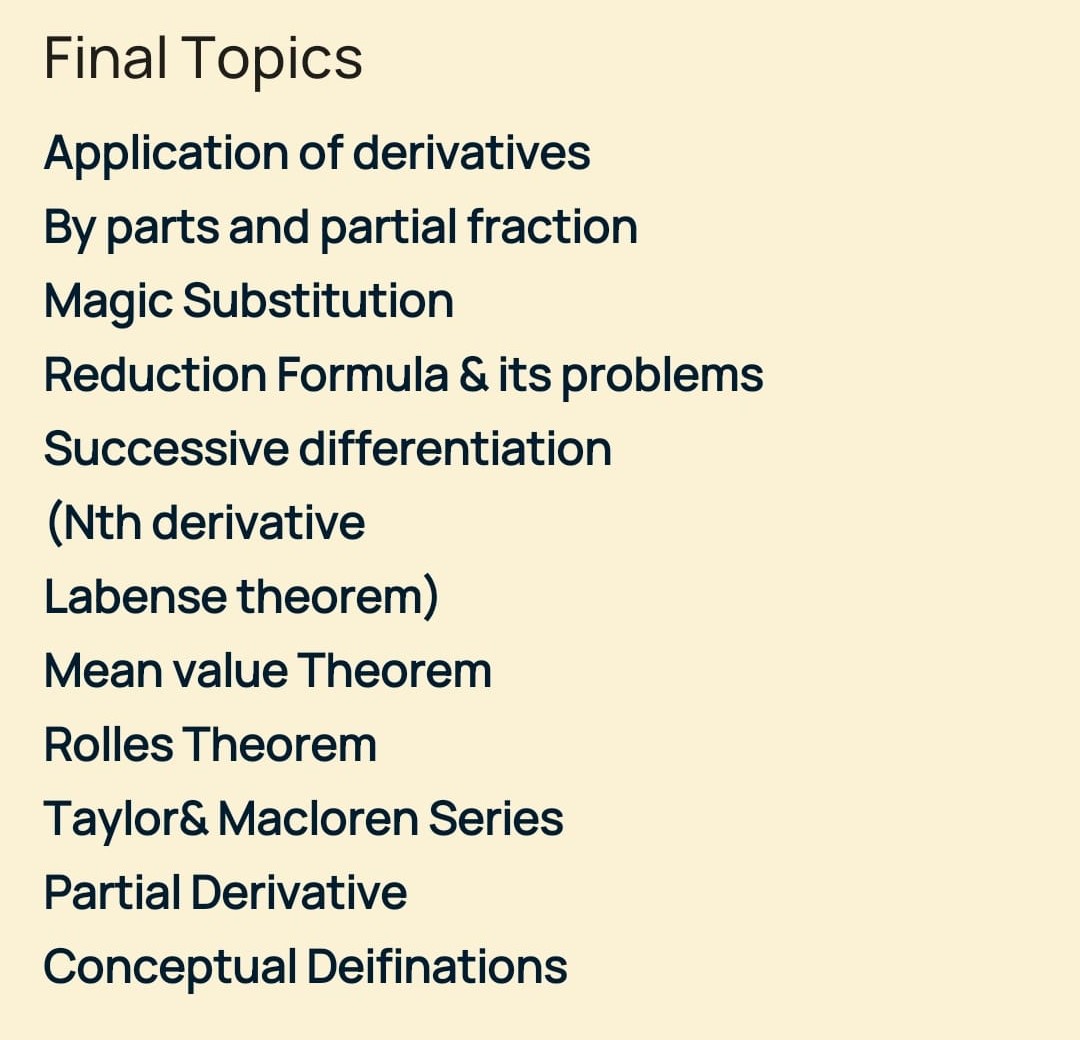 Final Topics
Application of derivatives
By parts and partial fraction
Magic Substitution
Reduction Formula & its problems
Successive differentiation
(Nth derivative
Labense theorem)
Mean value Theorem
Rolles Theorem
Taylor& Macloren Series
Partial Derivative
Conceptual Deifinations